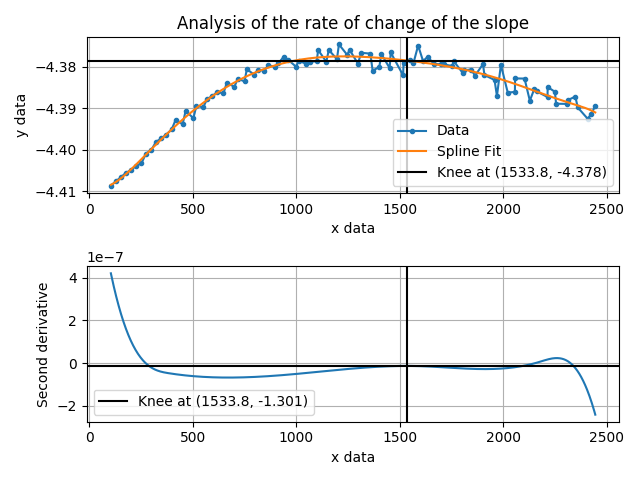 Analysis of the rate of change of the slope
y data
−4.38
−4.39
−4.40
−4.41
Data
Spline Fit
Knee at (1533.8, -4.378)
0 500 1000 1500 2000 2500
x data
1e−7
Second derivative
4
2
0
−2
Knee at (1533.8, -1.301)
0 500 1000 1500 2000 2500
x data